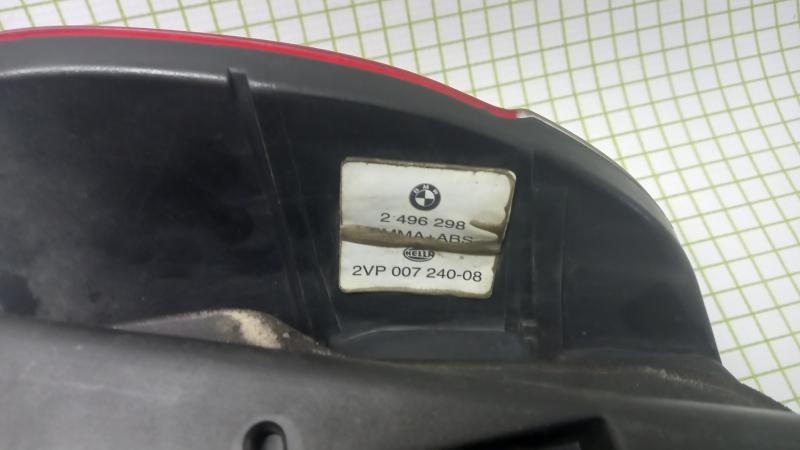 BMW
2 496 298
PMMA+ABS
HELLA
2VP 007 240-08